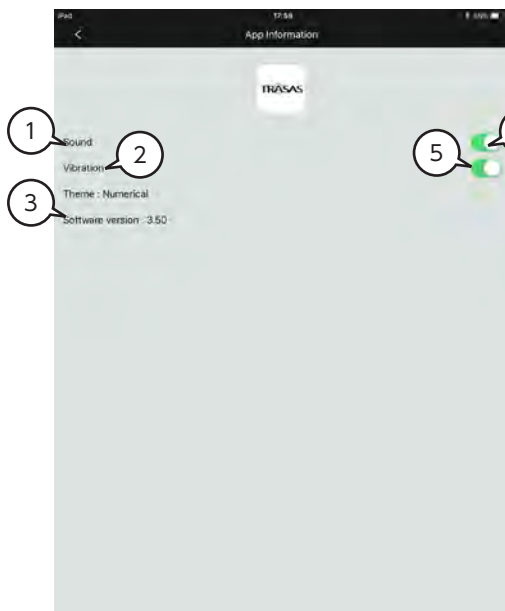 iPad 17:58
App Information
TRÄSAS
1
Sound
2
Vibration
5
Theme : Numerical
3
Software version : 3.50